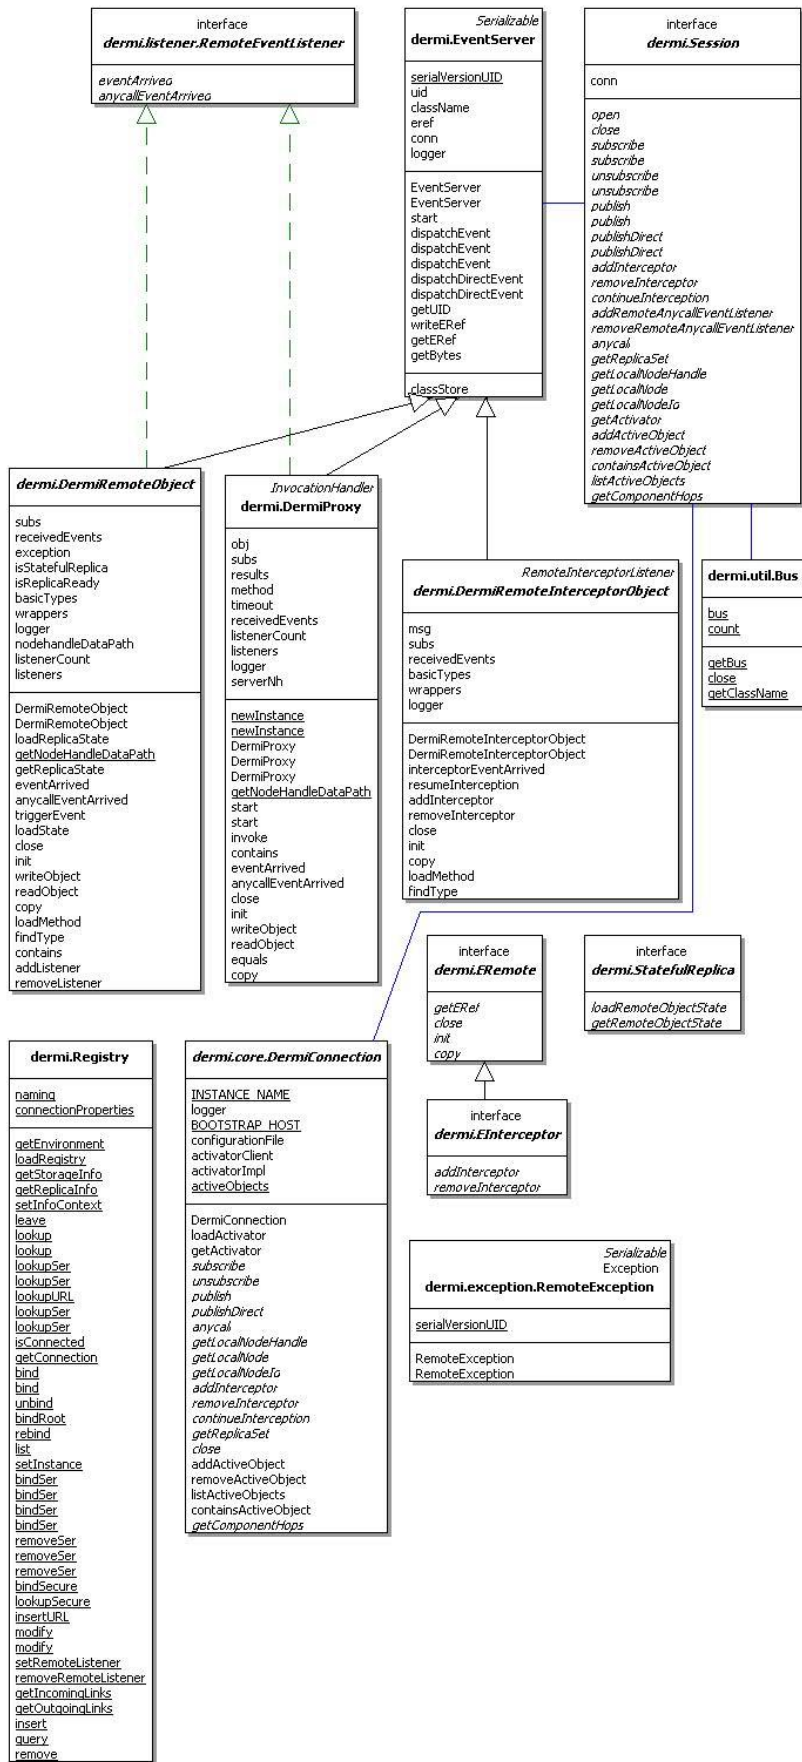 interface
dermi.listener.RemoteEventListener
eventArrived
anycallEventArrived
Serializable
dermi.EventServer
serialVersionUID
uid
className
eref
conn
logger
EventServer
EventServer
start
dispatchEvent
dispatchEvent
dispatchEvent
dispatchDirectEvent
dispatchDirectEvent
getUID
writeERef
getERef
getBytes
classStore
interface
dermi.Session
conn
open
close
subscribe
subscribe
unsubscribe
unsubscribe
publish
publish
publishDirect
publishDirect
addInterceptor
removeInterceptor
continueInterception
addRemoteAnycallEventListener
removeRemoteAnycallEventListener
anycall
getReplicaSet
getLocalNodeHandle
getLocalNode
getLocalNodeId
getActivator
addActiveObject
removeActiveObject
containsActiveObject
listActiveObjects
getComponentHops
dermi.DermiRemoteObject
subs
receivedEvents
exception
isStatefulReplica
isReplicaReady
basicTypes
wrappers
logger
nodehandleDataPath
listenerCount
listeners
DermiRemoteObject
DermiRemoteObject
loadReplicaState
getNodeHandleDataPath
getReplicaState
eventArrived
anycallEventArrived
triggerEvent
loadState
close
init
writeObject
readObject
copy
loadMethod
findType
contains
addListener
removeListener
InvocationHandler
dermi.DermiProxy
obj
subs
results
method
timeout
receivedEvents
listenerCount
listeners
logger
serverNh
newInstance
newInstance
DermiProxy
DermiProxy
DermiProxy
getNodeHandleDataPath
start
start
invoke
contains
eventArrived
anycallEventArrived
close
init
writeObject
readObject
equals
copy
RemoteInterceptorListener
dermi.DermiRemoteInterceptorObject
msg
subs
receivedEvents
basicTypes
wrappers
logger
DermiRemoteInterceptorObject
DermiRemoteInterceptorObject
interceptorEventArrived
resumeInterception
addInterceptor
removeInterceptor
close
init
copy
loadMethod
findType
dermi.util.Bus
bus
count
getBus
close
getClassName
interface
dermi.ERemote
getERef
close
init
copy
interface
dermi.StatefulReplica
loadRemoteObjectState
getRemoteObjectState
dermi.Registry
naming
connectionProperties
getEnvironment
loadRegistry
getStorageInfo
getReplicaInfo
setInfoContext
leave
lookup
lookup
lookupSer
lookupSer
lookupURL
lookupSer
lookupSer
isConnected
getConnection
bind
bind
unbind
bindRoot
rebind
list
setInstance
bindSer
bindSer
bindSer
bindSer
removeSer
removeSer
removeSer
bindSecure
lookupSecure
insertURL
modify
modify
setRemoteListener
removeRemoteListener
getIncomingLinks
getOutgoingLinks
insert
query
remove
dermi.core.DermiConnection
INSTANCE_NAME
logger
BOOTSTRAP_HOST
configurationFile
activatorClient
activatorImpl
activeObjects
DermiConnection
loadActivator
getActivator
subscribe
unsubscribe
publish
publishDirect
anycall
getLocalNodeHandle
getLocalNode
getLocalNodeId
addInterceptor
removeInterceptor
continueInterception
getReplicaSet
close
addActiveObject
removeActiveObject
listActiveObjects
containsActiveObject
getComponentHops
interface
dermi.EInterceptor
addInterceptor
removeInterceptor
Serializable
Exception
dermi.exception.RemoteException
serialVersionUID
RemoteException
RemoteException